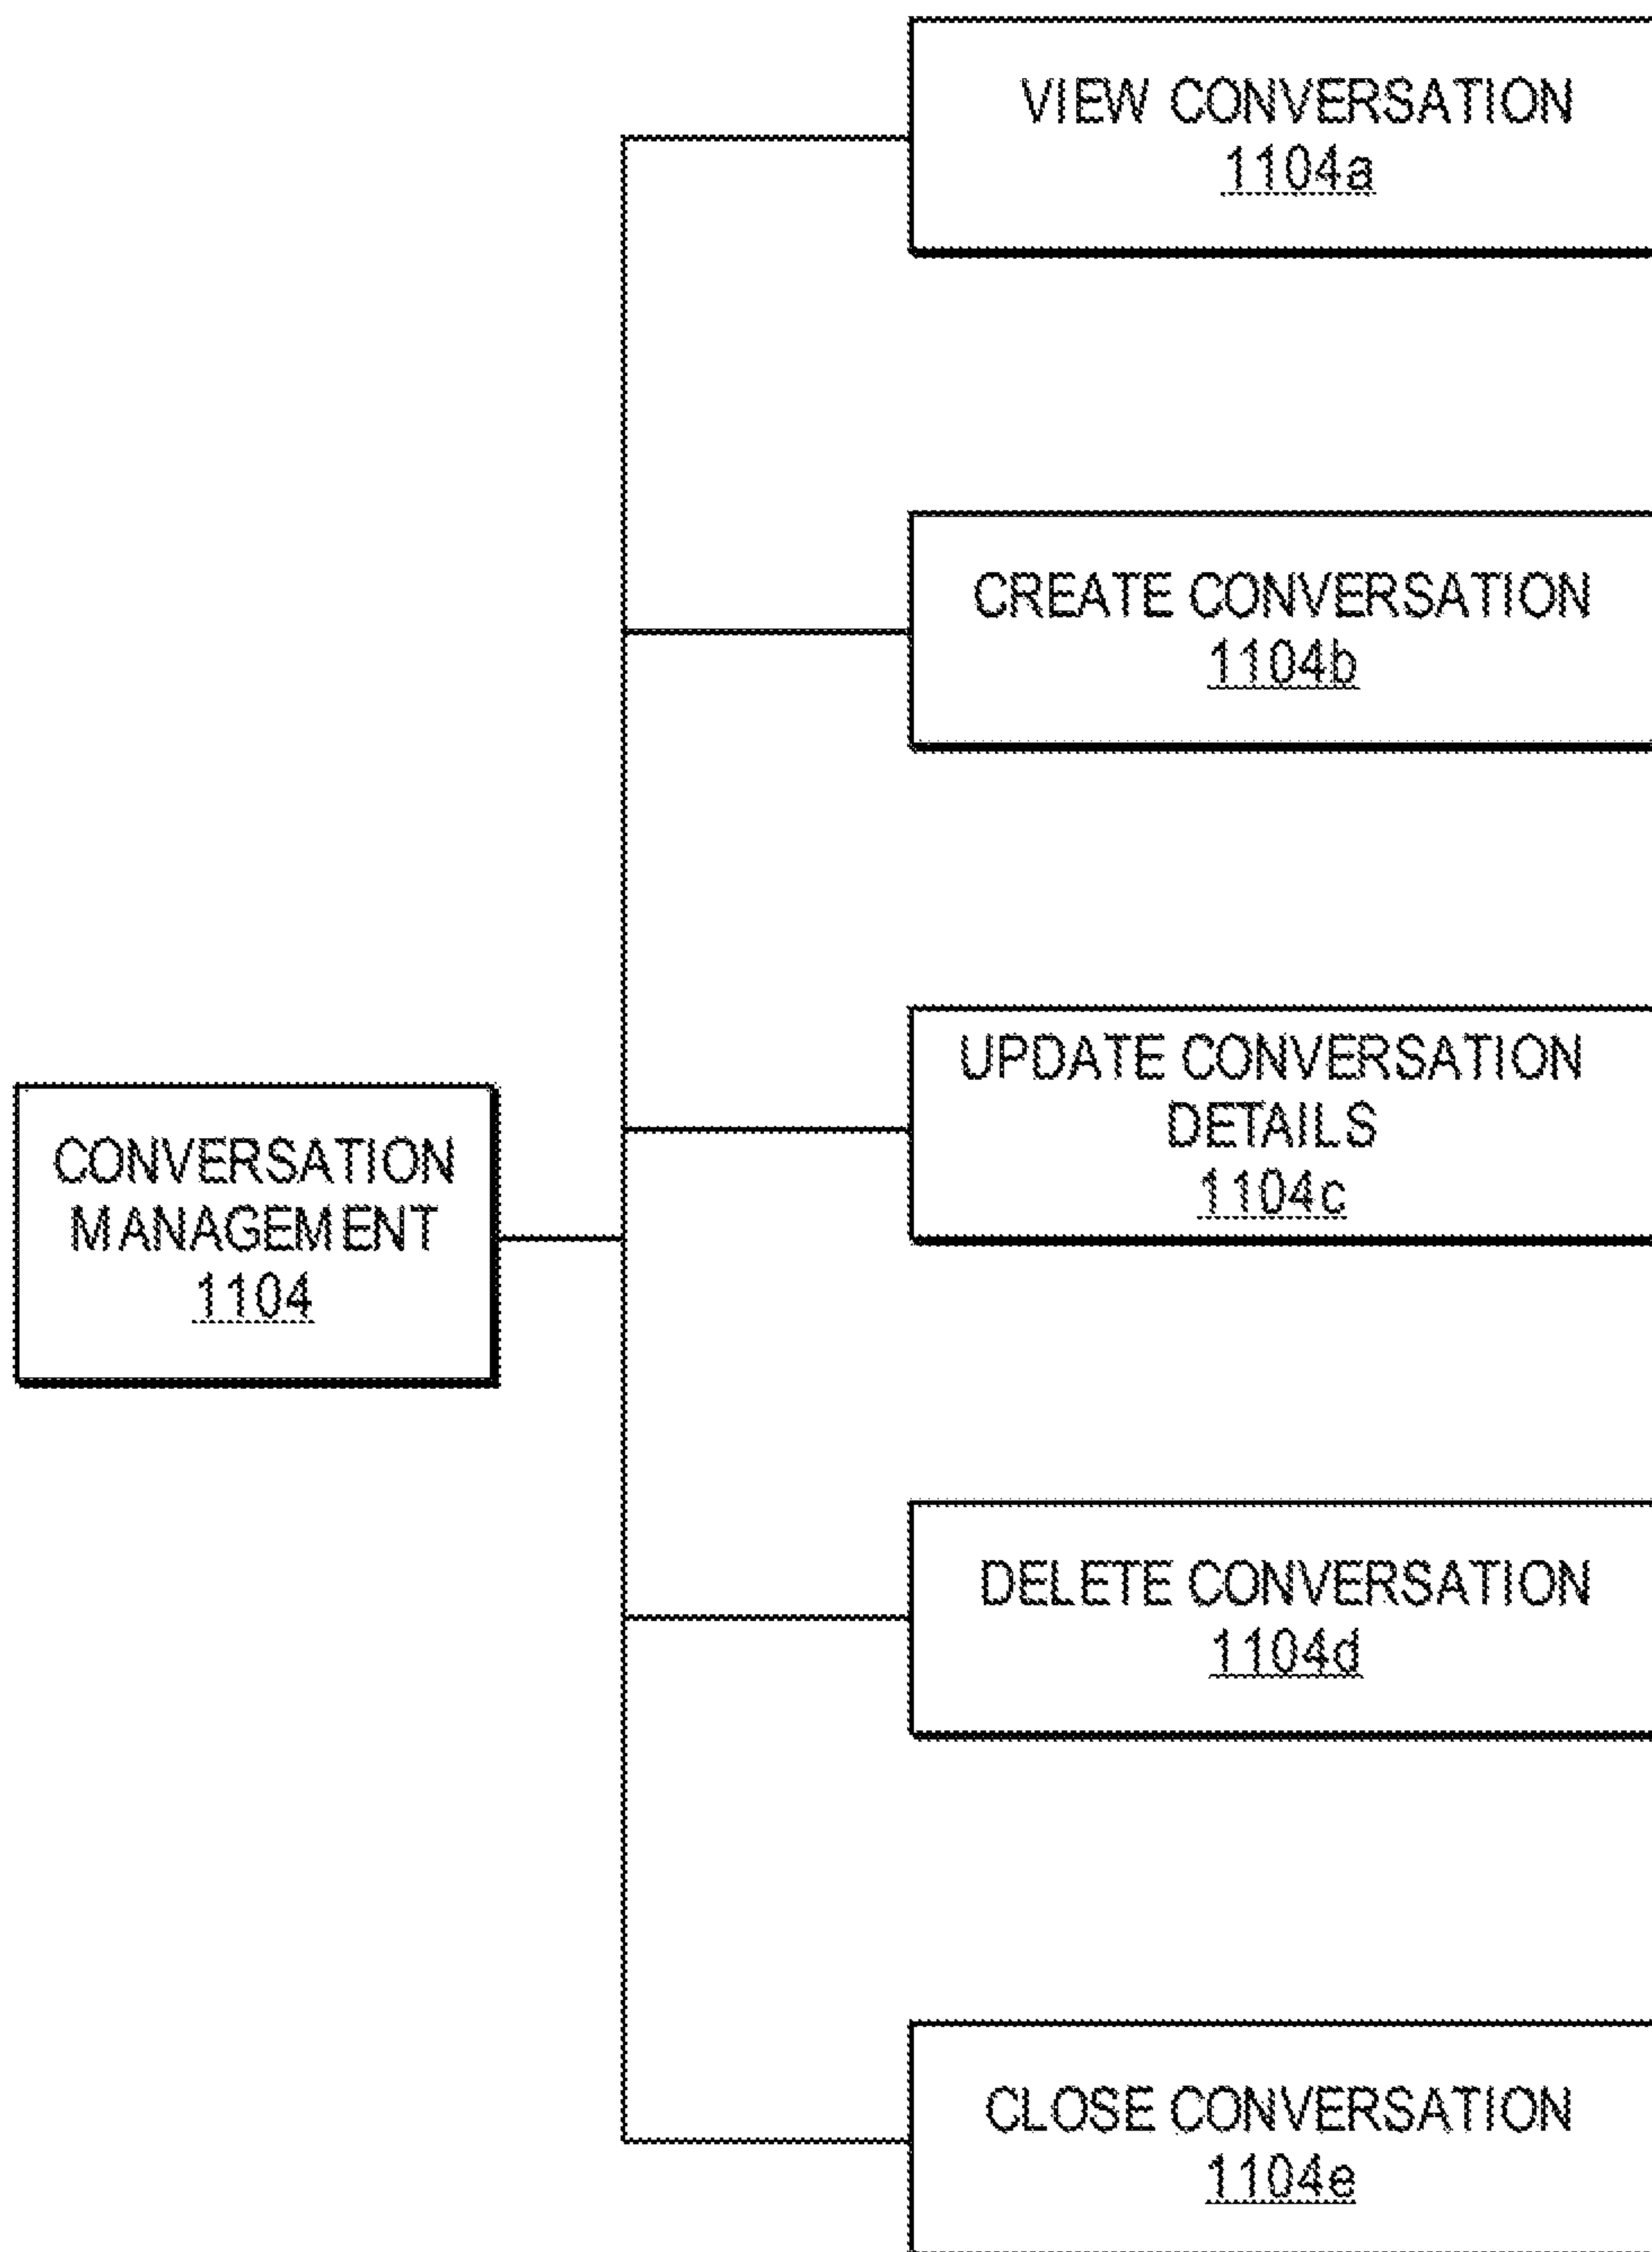 VIEW CONVERSATION
1104a
CREATE CONVERSATION
1104b
UPDATE CONVERSATION
DETAILS
1104c
CONVERSATION
MANAGEMENT
1104
DELETE CONVERSATION
1104d
CLOSE CONVERSATION
1104e